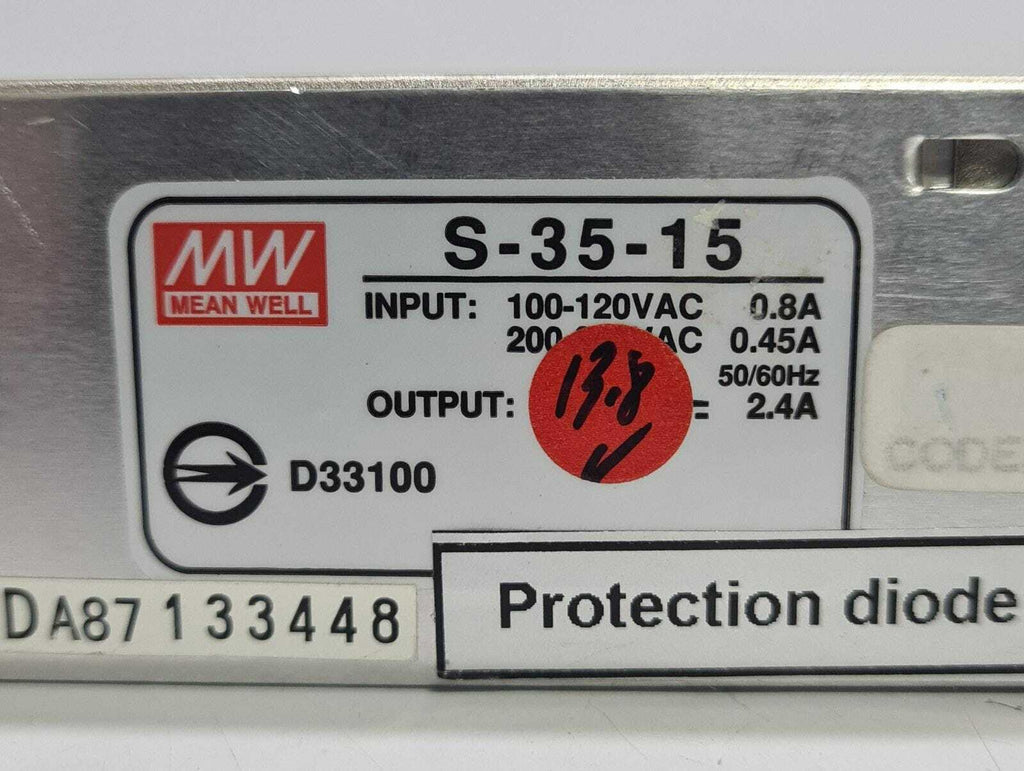 MW
MEAN WELL
S-35-15
INPUT: 100-120VAC 0.8A
200- AC 0.45A
50/60Hz
OUTPUT: 2.4A
13.8
D33100
CODE
Protection diode
DA87133448